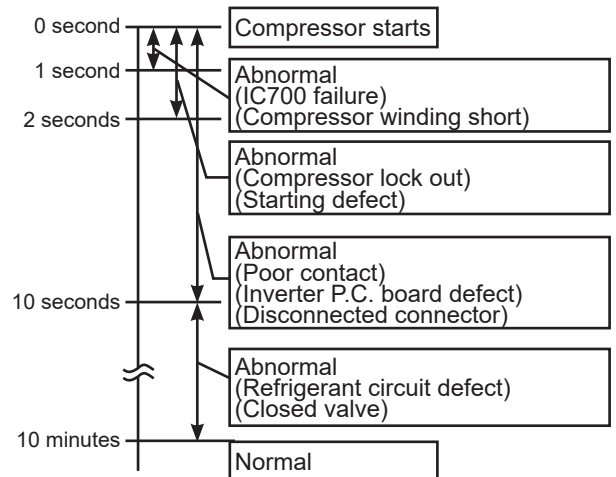 0 second
Compressor starts
1 second
Abnormal
(IC700 failure)
(Compressor winding short)
2 seconds
Abnormal
(Compressor lock out)
(Starting defect)
Abnormal
(Poor contact)
(Inverter P.C. board defect)
(Disconnected connector)
10 seconds
Abnormal
(Refrigerant circuit defect)
(Closed valve)
10 minutes
Normal